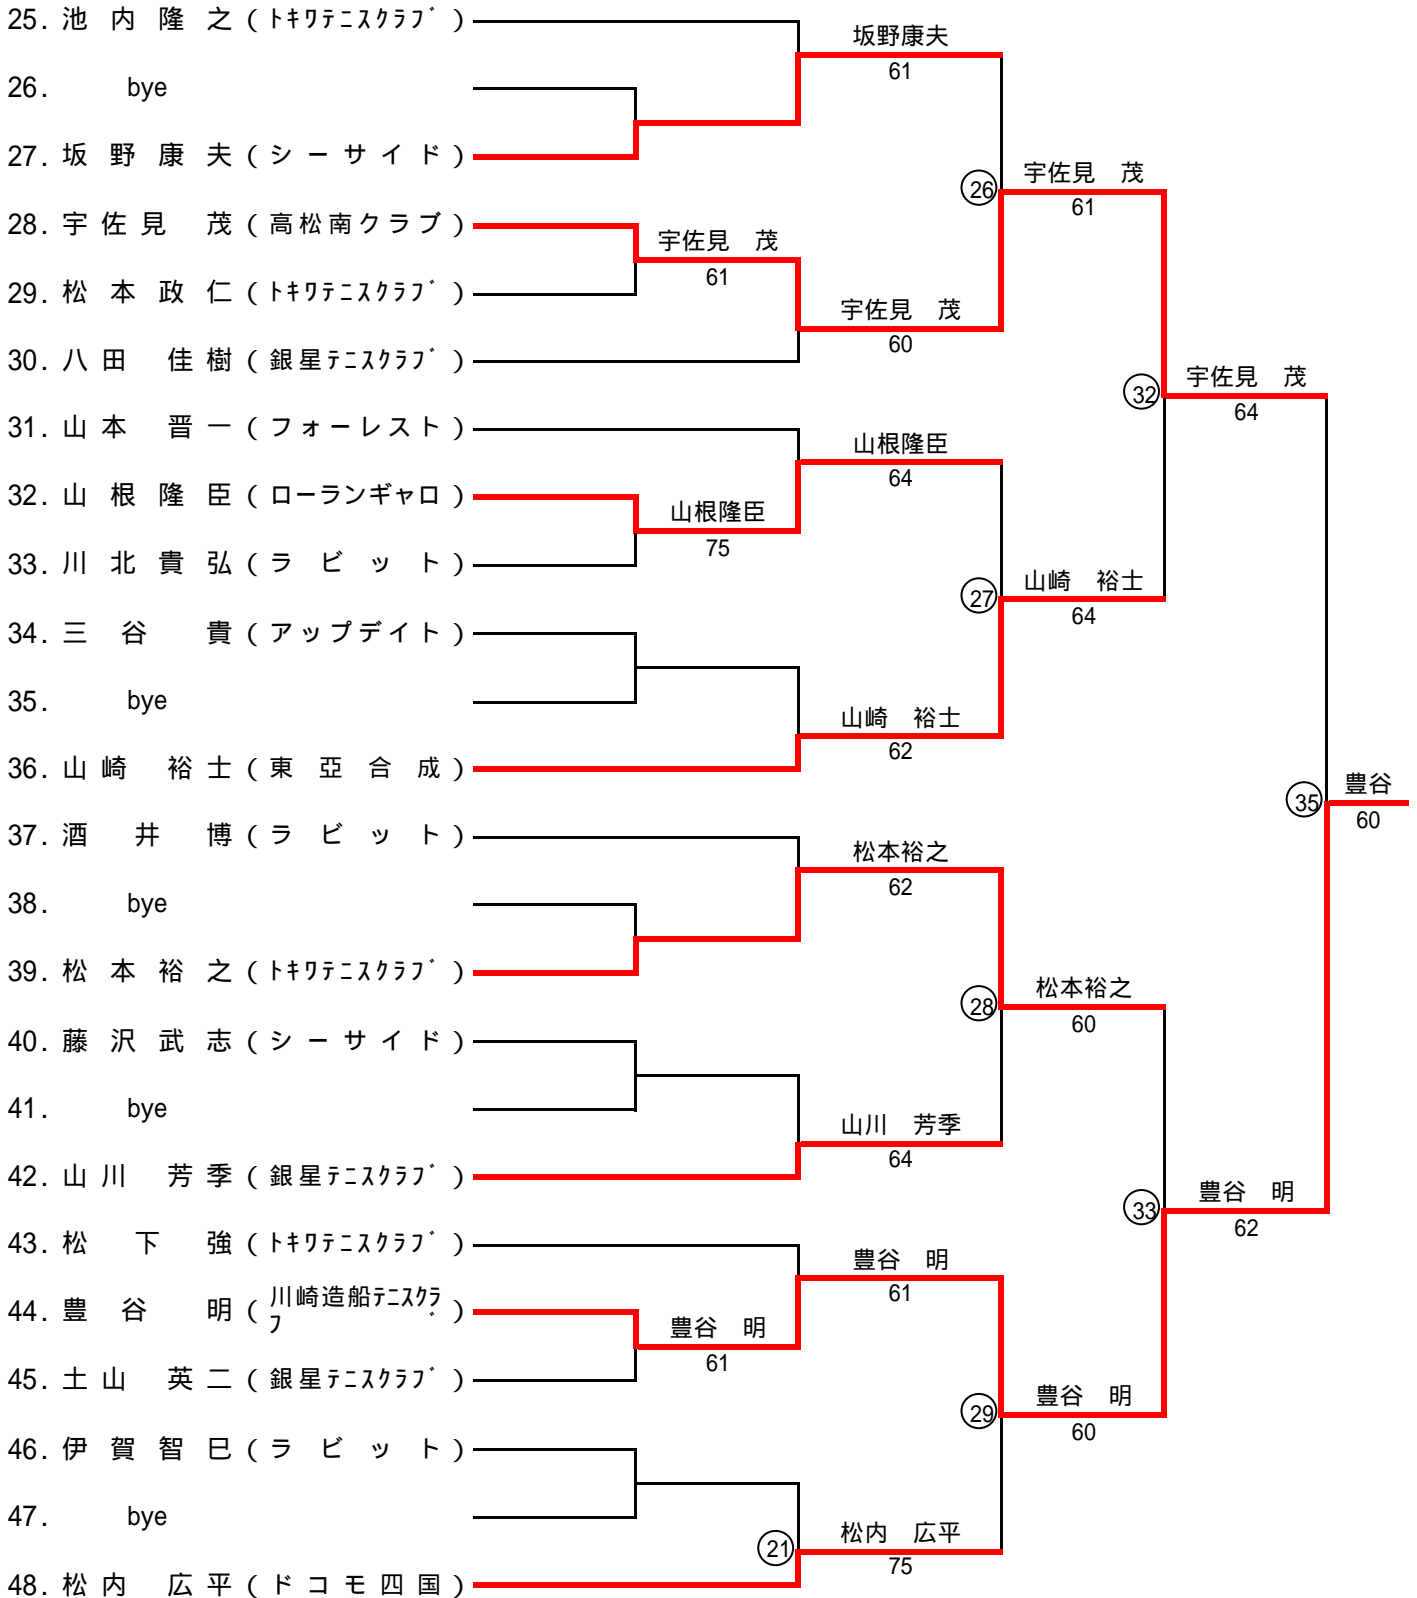 25. 池内隆之 ( トキワテニスクラブ )
坂野康夫
61
26. bye
27. 坂野康夫 ( シーサイド )
26
宇佐見 茂
61
28. 宇佐見 茂 ( 高松南クラブ )
宇佐見 茂
61
29. 松本政仁 ( トキワテニスクラブ )
宇佐見 茂
60
30. 八田 佳樹 ( 銀星テニスクラブ )
32
宇佐見 茂
64
31. 山本 晋一 ( フォーレスト )
山根隆臣
64
32. 山根隆臣 ( ローランギャロ )
山根隆臣
75
33. 川北貴弘 ( ラビット )
27
山崎 裕士
64
34. 三谷 貴 ( アップデイト )
35. bye
山崎 裕士
62
36. 山崎 裕士 ( 東亞合成 )
35
豊谷
60
37. 酒井 博 ( ラビット )
松本裕之
62
38. bye
39. 松本裕之 ( トキワテニスクラブ )
28
松本裕之
60
40. 藤沢武志 ( シーサイド )
41. bye
山川 芳季
64
42. 山川 芳季 ( 銀星テニスクラブ )
33
豊谷 明
62
43. 松下 強 ( トキワテニスクラブ )
豊谷 明
61
44. 豊谷 明 ( 川崎造船テニスクラブ )
豊谷 明
61
45. 土山 英二 ( 銀星テニスクラブ )
29
豊谷 明
60
46. 伊賀智巳 ( ラビット )
47. bye
21
松内 広平
75
48. 松内 広平 ( ドコモ四国 )